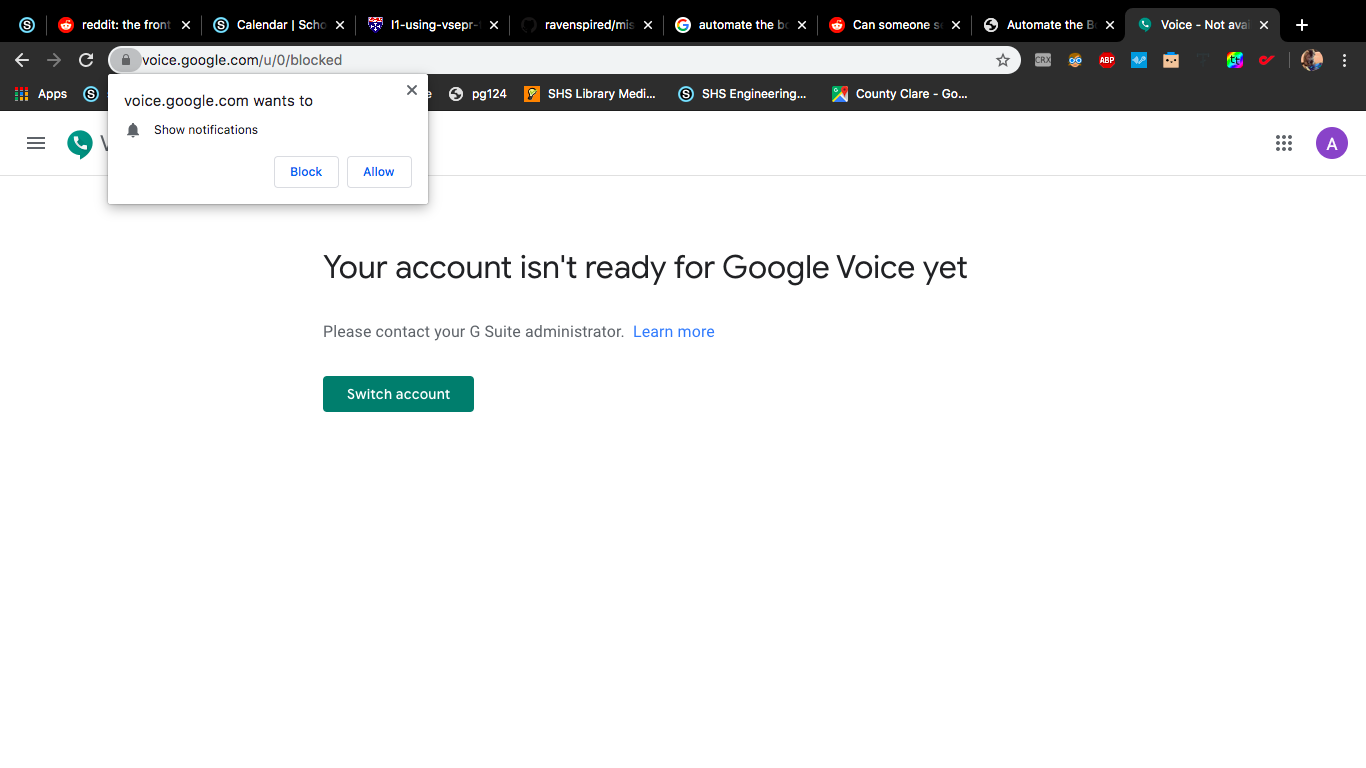 reddit: the front
Calendar | Scho
l1-using-vsepr-
ravenspired/mis
automate the bo
Can someone se
Automate the Bo
Voice - Not avai
voice.google.com/u/0/blocked
CRX
ABP
Apps
pg124
SHS Library Medi...
SHS Engineering...
County Clare - Go...
voice.google.com wants to
Show notifications
Block
Allow
A
Your account isn't ready for Google Voice yet
Please contact your G Suite administrator. Learn more
Switch account